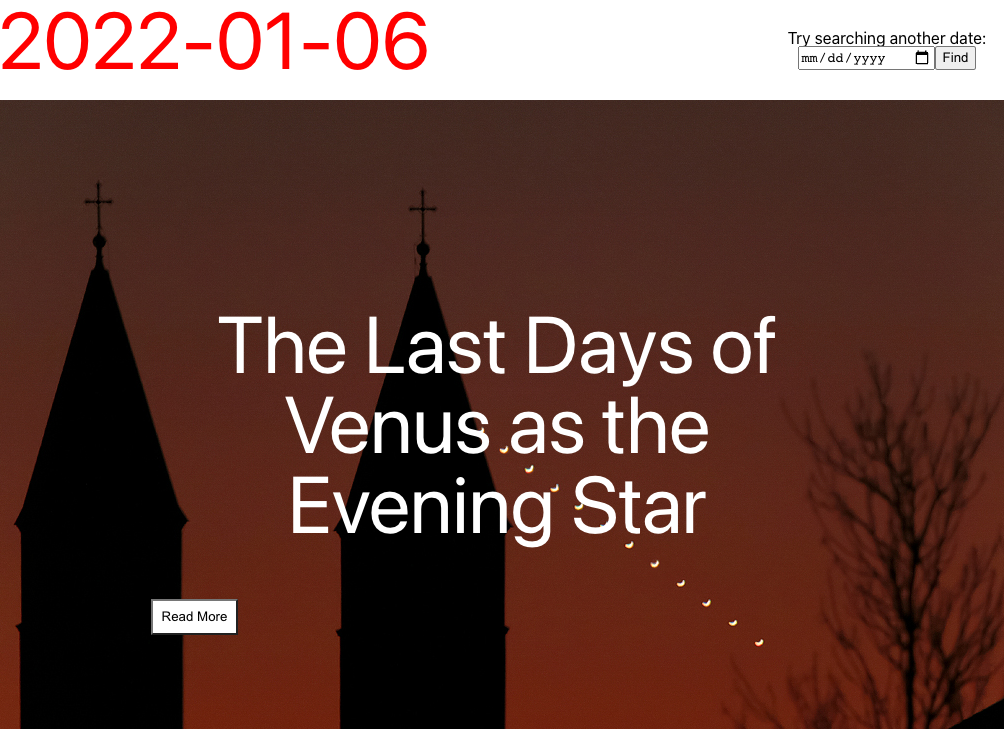 2022-01-06
Try searching another date:
mm/dd/yyyy
Find
The Last Days of
Venus as the
Evening Star
Read More